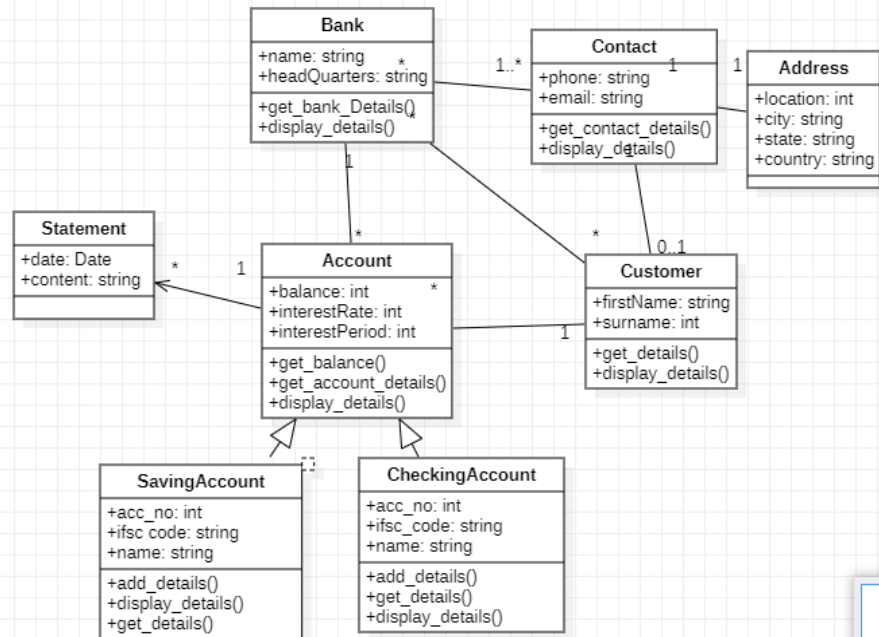 Bank
+name: string
+headQuarters: string
+get_bank_Details()
+display_details()
*
*
1
*
1..*
Contact
+phone: string
+email: string
+get_contact_details()
+display_details()
1
1
1
Address
+location: int
+city: string
+state: string
+country: string
Statement
+date: Date
+content: string
*
1
Account
+balance: int
+interestRate: int
+interestPeriod: int
+get_balance()
+get_account_details()
+display_details()
*
1
*
0..1
Customer
+firstName: string
+surname: int
+get_details()
+display_details()
SavingAccount
+acc_no: int
+ifsc code: string
+name: string
+add_details()
+display_details()
+get_details()
CheckingAccount
+acc_no: int
+ifsc_code: string
+name: string
+add_details()
+get_details()
+display_details()